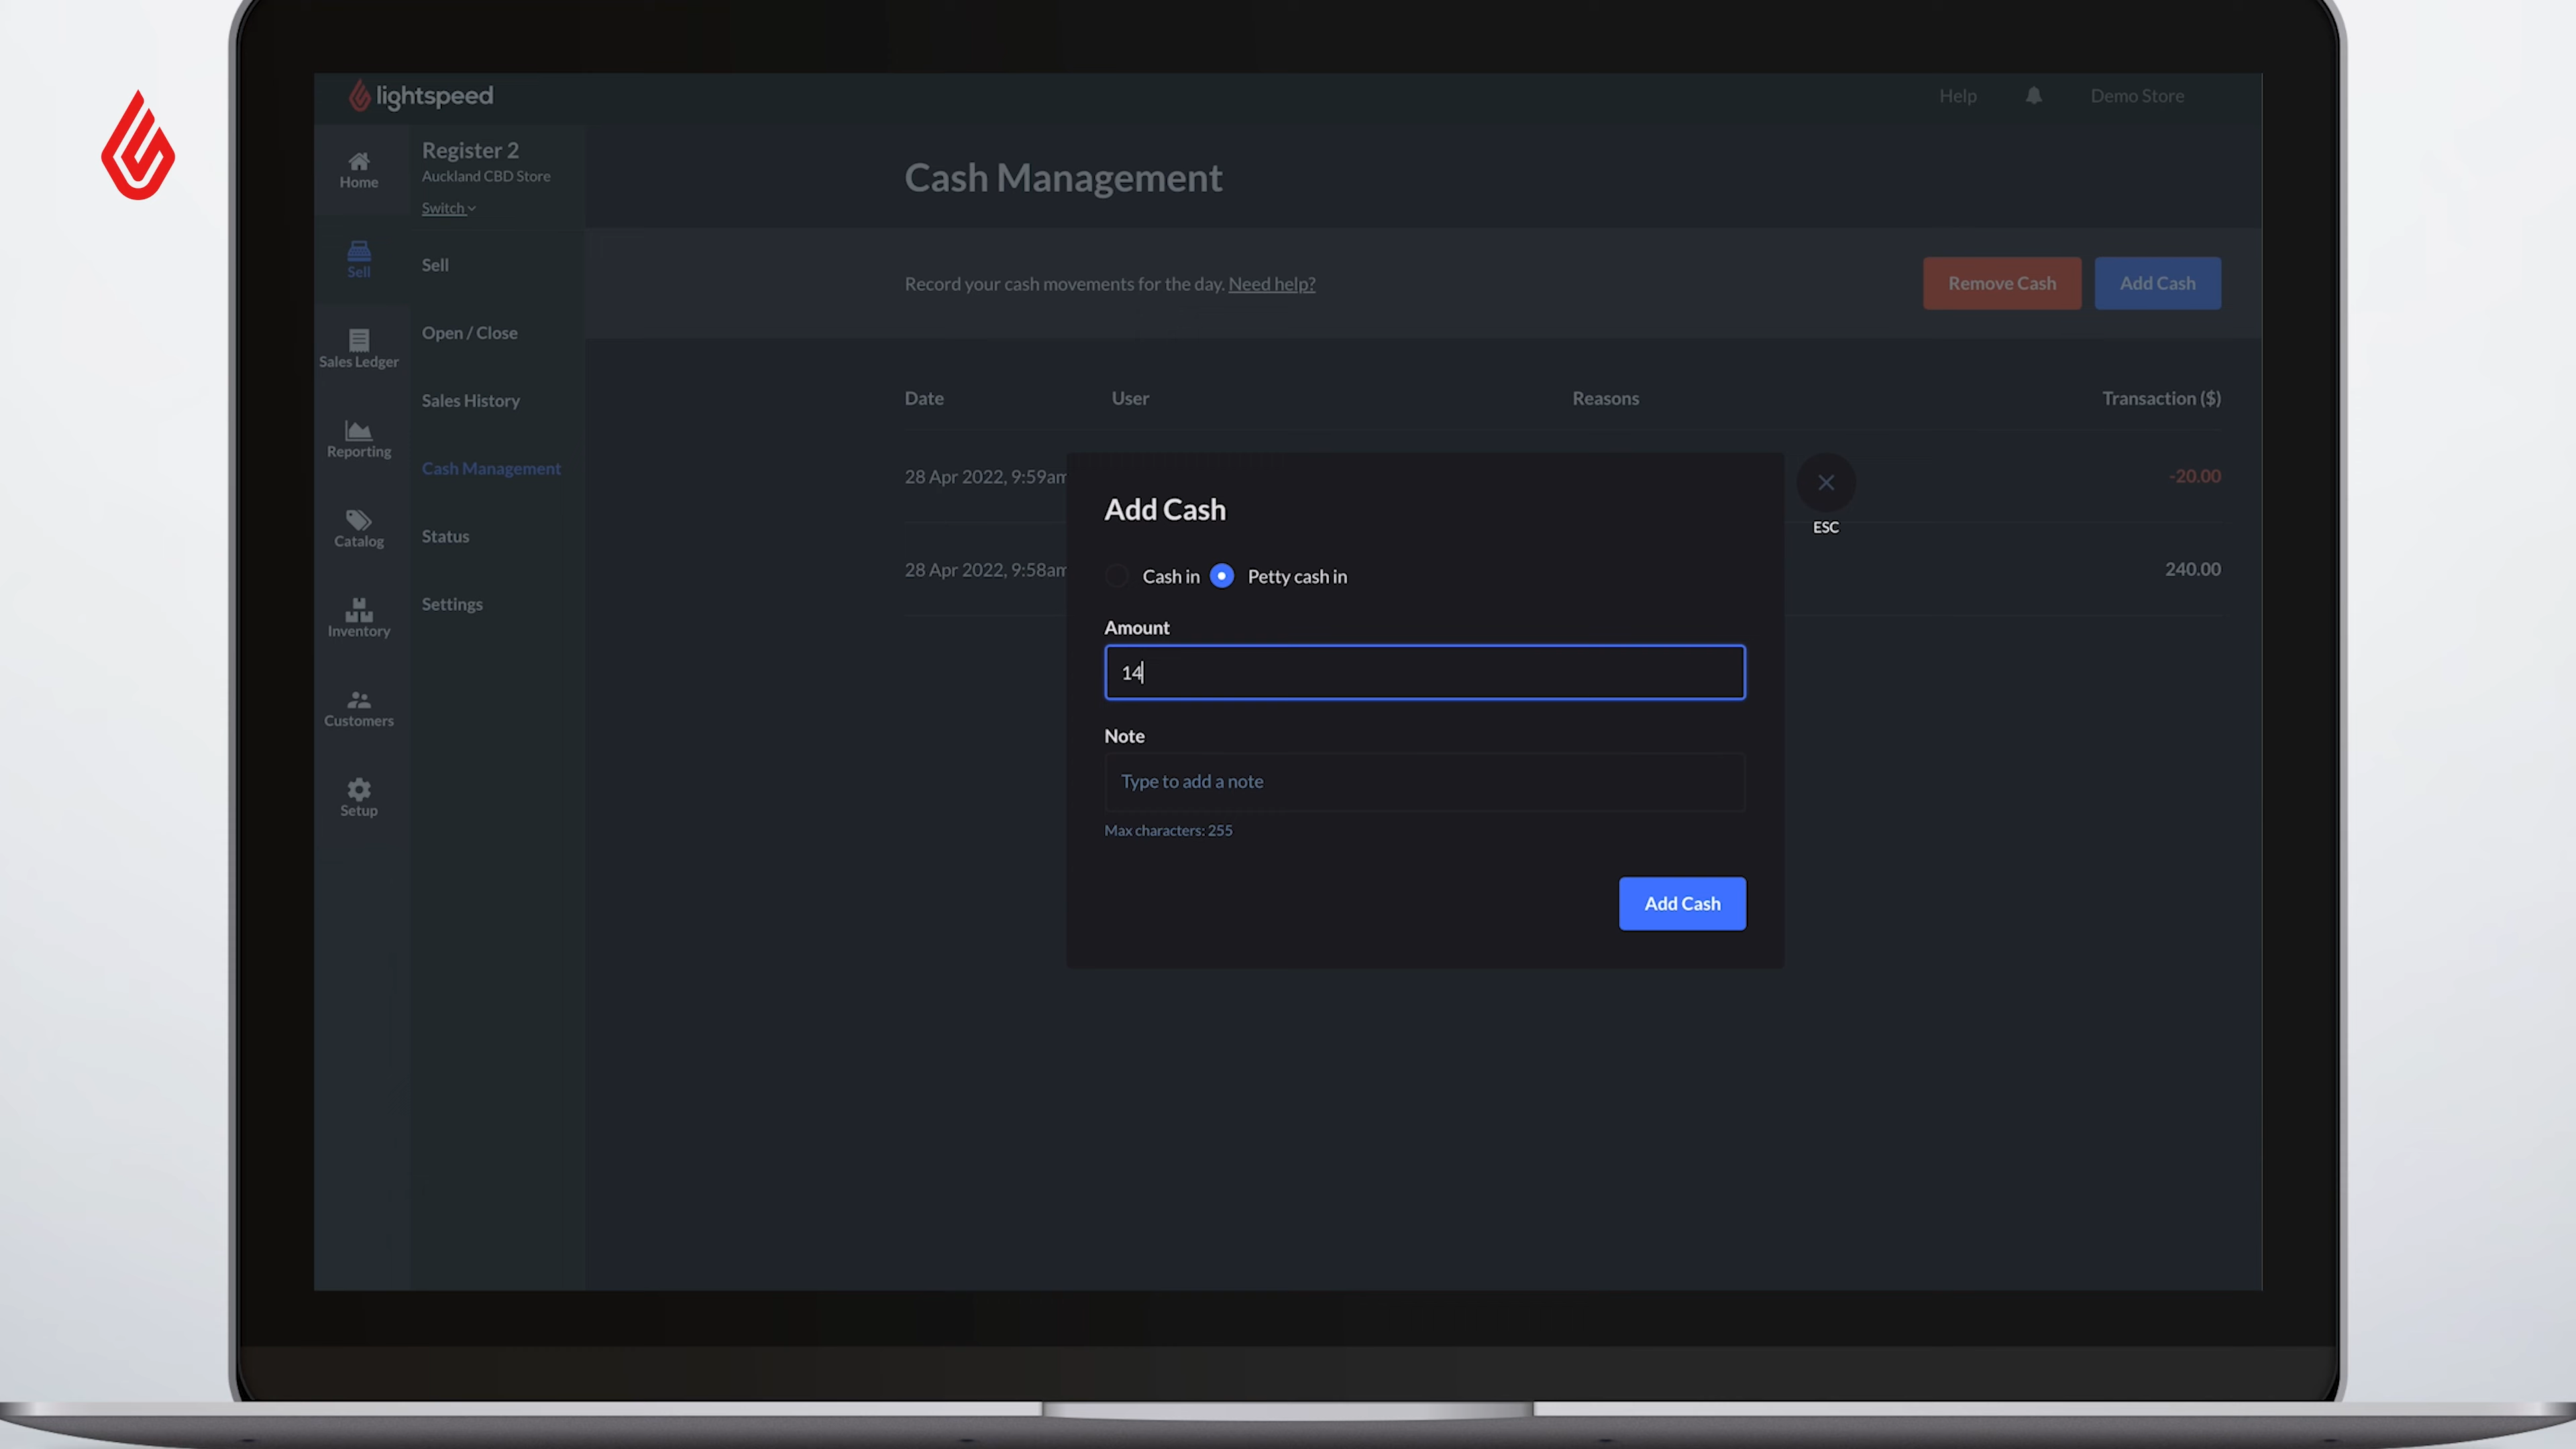 lightspeed
Help
Demo Store
Home
Register 2
Auckland CBD Store
Switch
Sell
Sales Ledger
Reporting
Catalog
Inventory
Customers
Setup
Sell
Open / Close
Sales History
Cash Management
Status
Settings
Cash Management
Record your cash movements for the day. Need help?
Remove Cash
Add Cash
Date
User
Reasons
Transaction ($)
28 Apr 2022, 9:59am
-20.00
28 Apr 2022, 9:58am
240.00
Add Cash
ESC
Cash in
Petty cash in
Amount
14
Note
Type to add a note
Max characters: 255
Add Cash